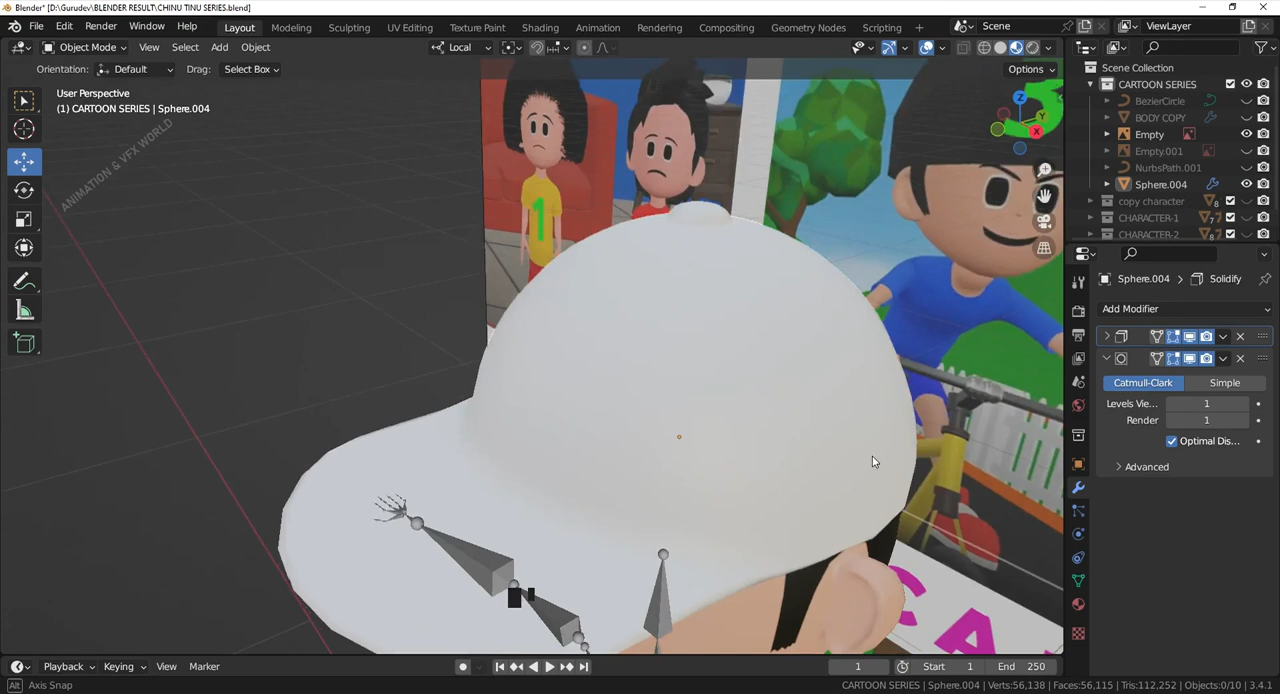 Blender* [D:\Gurudev\BLENDER RESULT\CHINU TINU SERIES.blend]
File Edit Render Window Help Layout Modeling Sculpting UV Editing Texture Paint Shading Animation Rendering Compositing Geometry Nodes Scripting + Scene ViewLayer
Object Mode View Select Add Object Local
Orientation: Default Drag: Select Box Options
User Perspective
(1) CARTOON SERIES | Sphere.004
ANIMATION & VFX WORLD
Z
Y
X
1
C A
Scene Collection
CARTOON SERIES
BezierCircle
BODY COPY
Empty
Empty.001
NurbsPath.001
Sphere.004
copy character 8
CHARACTER-1 7 7
CHARACTER-2 8
Sphere.004 > Solidify
Add Modifier
Catmull-Clark Simple
Levels Vie... 1
Render 1
Optimal Dis...
Advanced
Playback Keying View Marker 1 Start 1 End 250
Alt Axis Snap CARTOON SERIES | Sphere.004 | Verts:56,138 | Faces:56,115 | Tris:112,252 | Objects:0/10 | 3.4.1